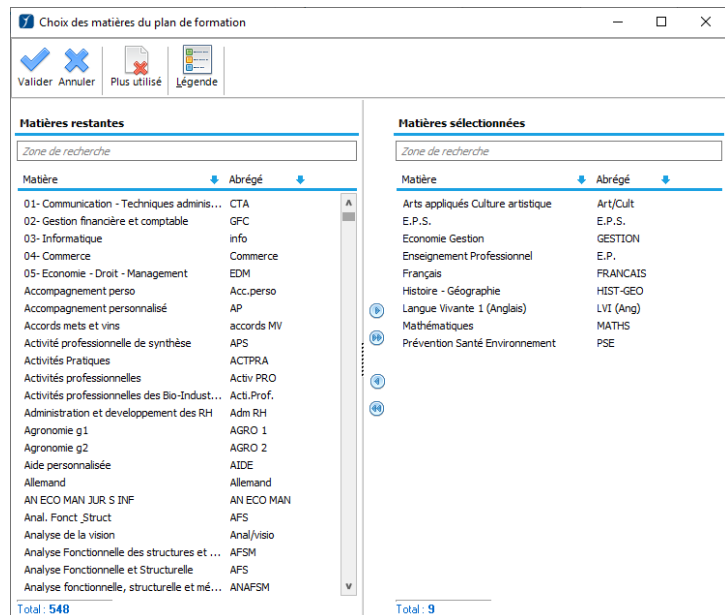 Choix des matières du plan de formation
Valider Annuler Plus utilisé Légende
Matières restantes
Zone de recherche
Matière Abrégé
01- Communication - Techniques adminis... CTA
02- Gestion financière et comptable GFC
03- Informatique info
04- Commerce Commerce
05- Economie - Droit - Management EDM
Accompagnement perso Acc.perso
Accompagnement personnalisé AP
Accords mets et vins accords MV
Activité professionnelle de synthèse APS
Activités Pratiques ACTPRA
Activités professionnelles Activ PRO
Activités professionnelles des Bio-Indust... Acti.Prof.
Administration et developpement des RH Adm RH
Agronomie g1 AGRO 1
Agronomie g2 AGRO 2
Aide personnalisée AIDE
Allemand Allemand
AN ECO MAN JUR S INF AN ECO MAN
Anal. Fonct_Struct AFS
Analyse de la vision Anal/visio
Analyse Fonctionnelle des structures et ... AFSM
Analyse Fonctionnelle et Structurelle AFS
Analyse fonctionnelle, structurelle et mé... ANAFSM
Total : 548
Matières sélectionnées
Zone de recherche
Matière Abrégé
Arts appliqués Culture artistique Art/Cult
E.P.S. E.P.S.
Economie Gestion GESTION
Enseignement Professionnel E.P.
Français FRANCAIS
Histoire - Géographie HIST-GEO
Langue Vivante 1 (Anglais) LVI (Ang)
Mathématiques MATHS
Prévention Santé Environnement PSE
Total : 9